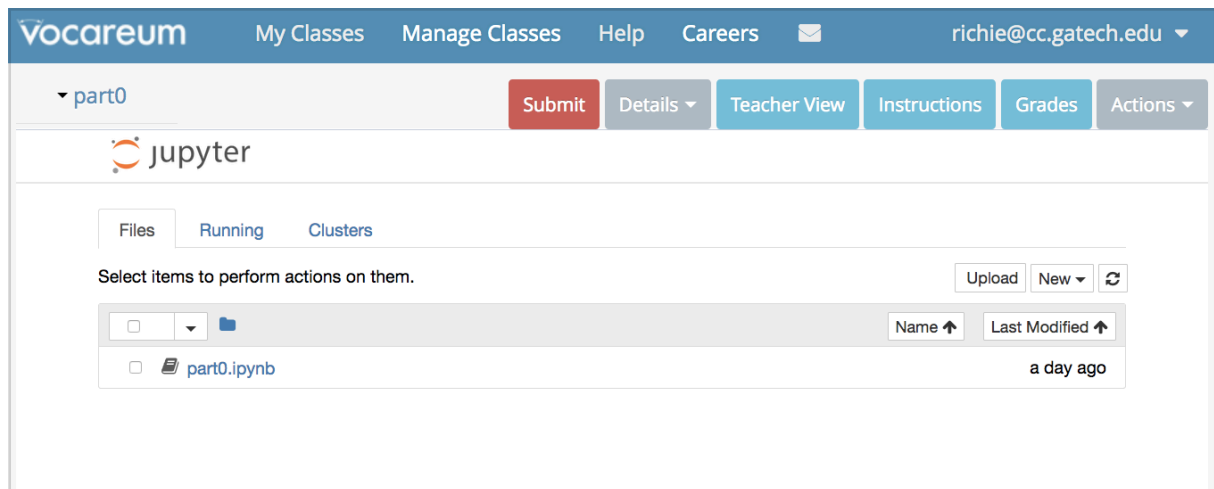 vocareum My Classes Manage Classes Help Careers richie@cc.gatech.edu
part0 Submit Details Teacher View Instructions Grades Actions
jupyter
Files Running Clusters
Select items to perform actions on them. Upload New
Name Last Modified
part0.ipynb a day ago